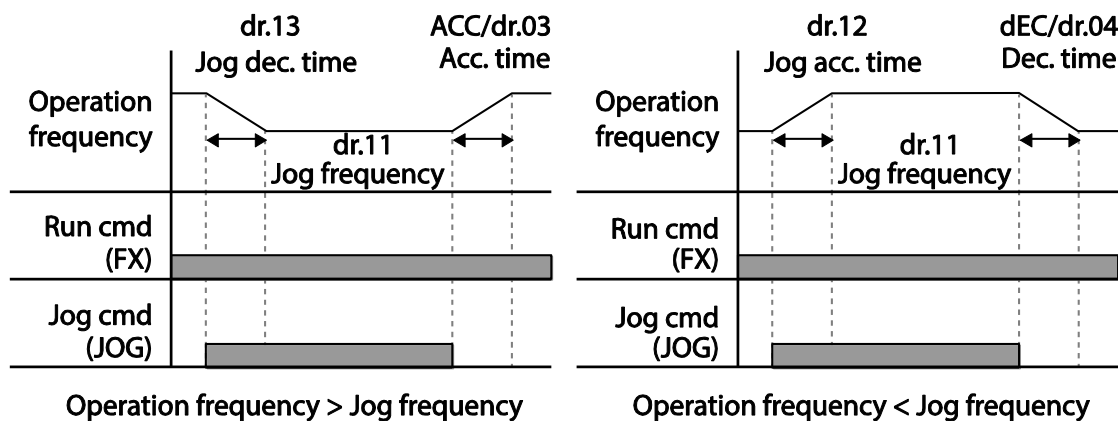 dr.13
Jog dec. time
ACC/dr.03
Acc. time
Operation
frequency
dr.11
Jog frequency
Run cmd
(FX)
Jog cmd
(JOG)
Operation frequency > Jog frequency
dr.12
Jog acc. time
dEC/dr.04
Dec. time
Operation
frequency
dr.11
Jog frequency
Run cmd
(FX)
Jog cmd
(JOG)
Operation frequency < Jog frequency